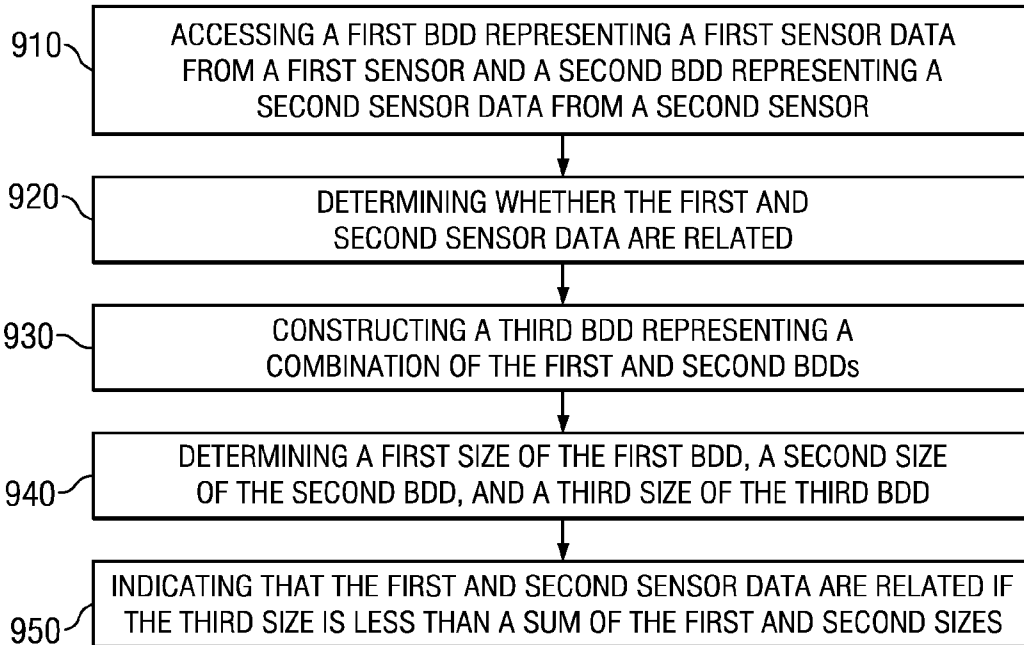 910
ACCESSING A FIRST BDD REPRESENTING A FIRST SENSOR DATA
FROM A FIRST SENSOR AND A SECOND BDD REPRESENTING A
SECOND SENSOR DATA FROM A SECOND SENSOR
920
DETERMINING WHETHER THE FIRST AND
SECOND SENSOR DATA ARE RELATED
930
CONSTRUCTING A THIRD BDD REPRESENTING A
COMBINATION OF THE FIRST AND SECOND BDDs
940
DETERMINING A FIRST SIZE OF THE FIRST BDD, A SECOND SIZE
OF THE SECOND BDD, AND A THIRD SIZE OF THE THIRD BDD
950
INDICATING THAT THE FIRST AND SECOND SENSOR DATA ARE RELATED IF
THE THIRD SIZE IS LESS THAN A SUM OF THE FIRST AND SECOND SIZES